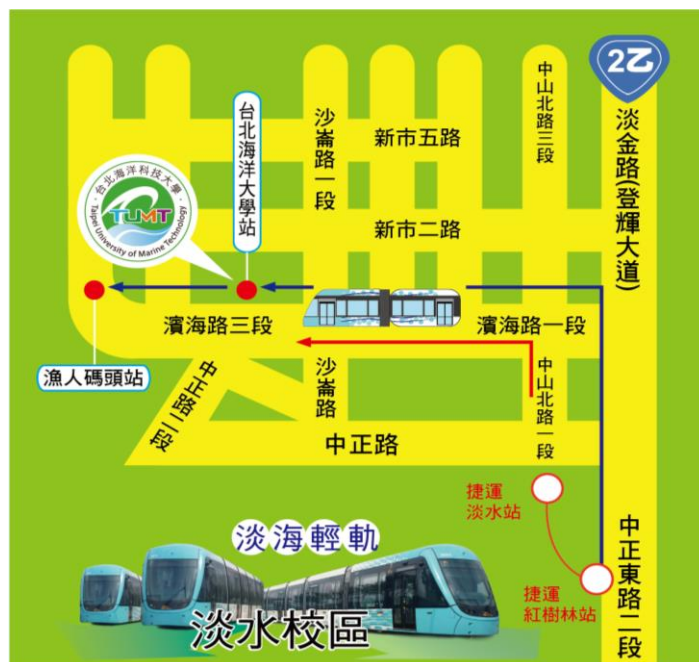 2乙
淡金路(登輝大道)
中山北路三段
沙崙路一段
新市五路
台北海洋大學站
・台北海洋科技大學・
TUMT
Taipei University of Marine Technology
新市二路
濱海路三段
濱海路一段
漁人碼頭站
中正路二段
沙崙路
中山北路一段
中正路
捷運
淡水站
淡海輕軌
中正東路二段
捷運
紅樹林站
淡水校區